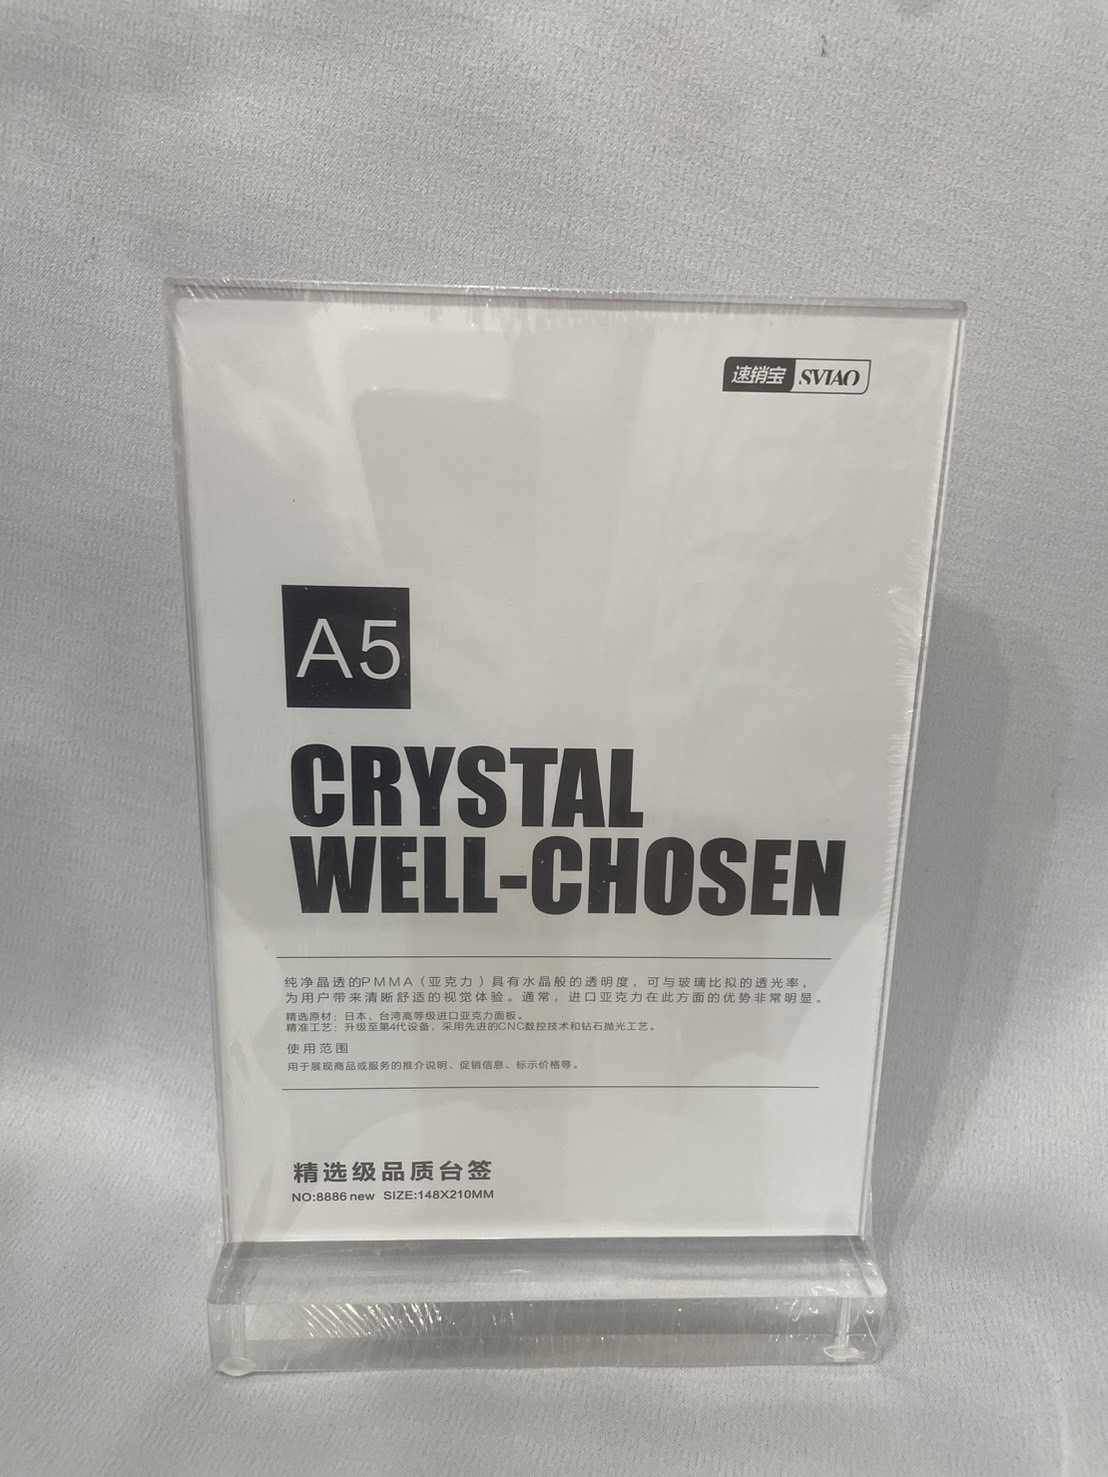 速销宝 SVIAO
A5
CRYSTAL
WELL-CHOSEN
纯净晶透的PMMA（亚克力）具有水晶般的透明度，可与玻璃比拟的透光率，
为用户带来清晰舒适的视觉体验。通常，进口亚克力在此方面的优势非常明显。
精选原材：日本、台湾高等级进口亚克力面板。
精准工艺：升级至第4代设备，采用先进的CNC数控技术和钻石抛光工艺。
使用范围
用于展现商品或服务的推介说明、促销信息、标示价格等。
精选级品质台签
NO:8886 new SIZE:148X210MM